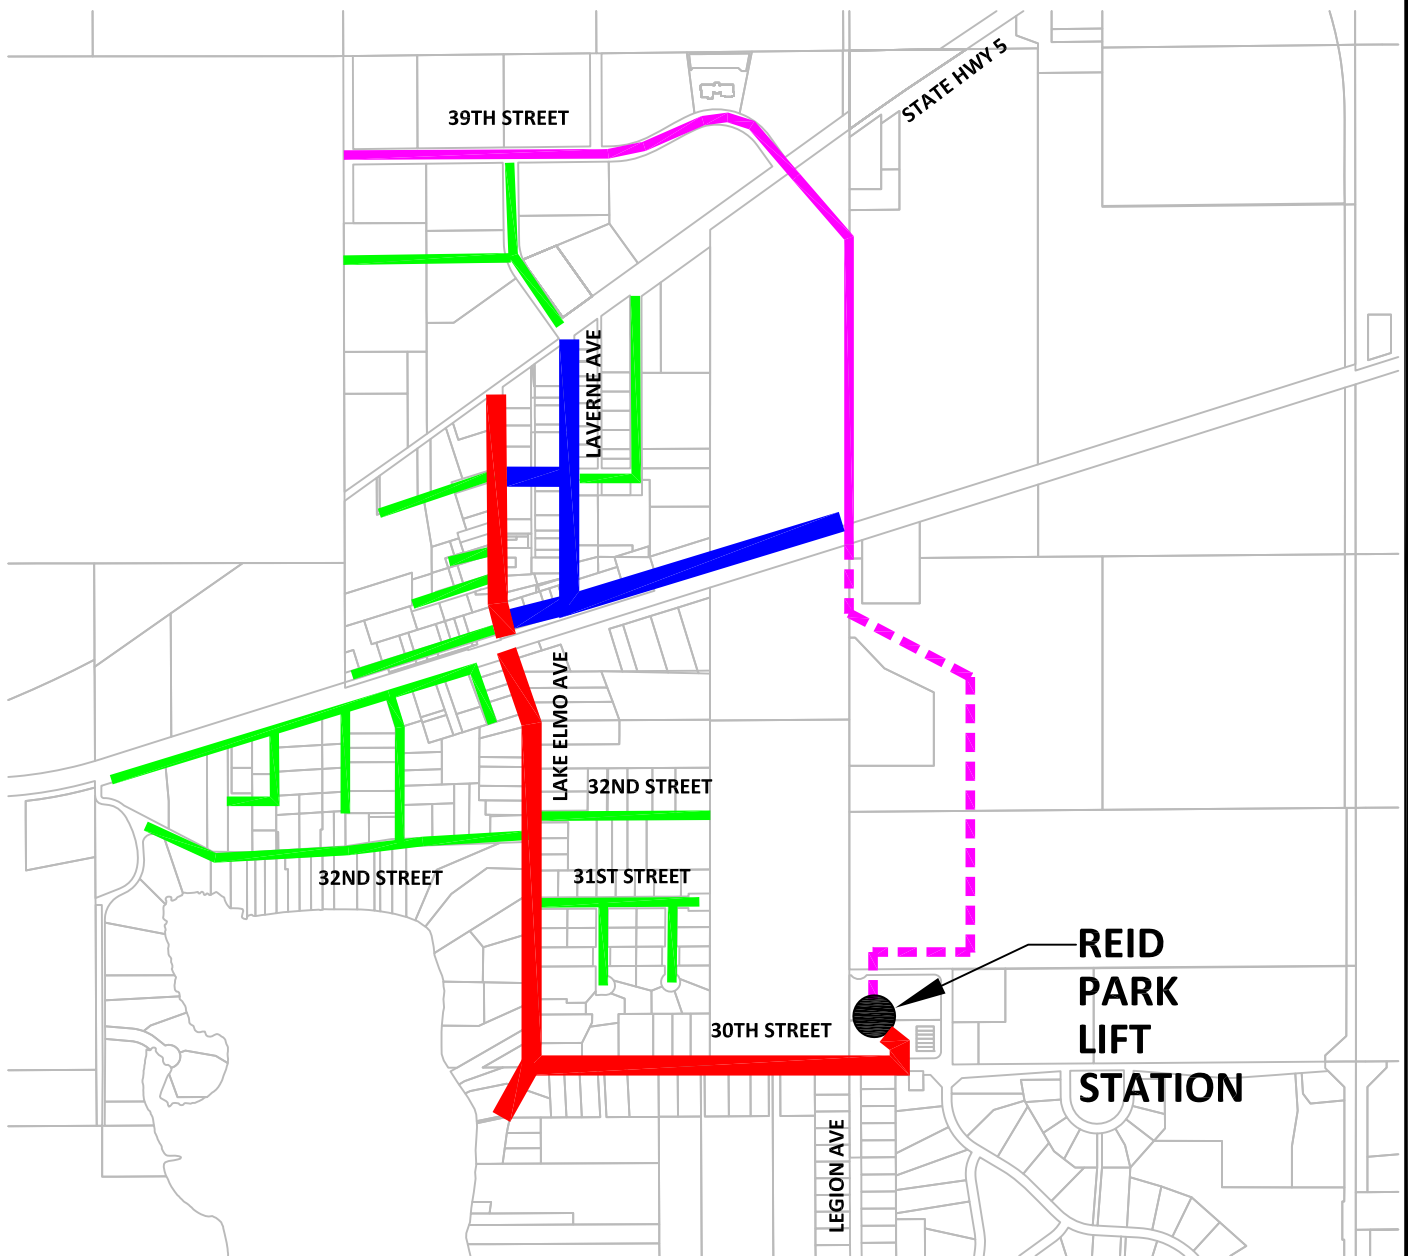 STATE HWY 5
39TH STREET
LAVERNE AVE
LAKE ELMO AVE
32ND STREET
32ND STREET
31ST STREET
REID
PARK
LIFT
STATION
30TH STREET
LEGION AVE